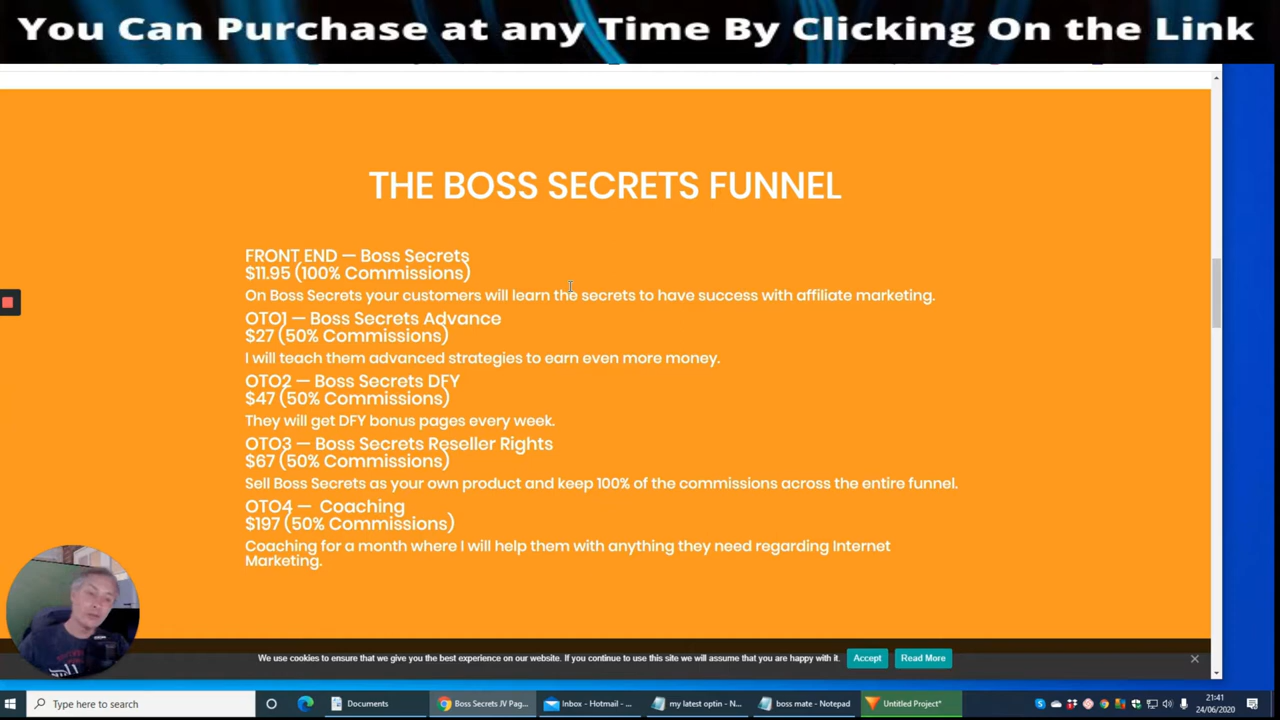 You Can Purchase at any Time By Clicking On the Link
THE BOSS SECRETS FUNNEL
FRONT END — Boss Secrets
$11.95 (100% Commissions)
On Boss Secrets your customers will learn the secrets to have success with affiliate marketing.
OTO1 — Boss Secrets Advance
$27 (50% Commissions)
I will teach them advanced strategies to earn even more money.
OTO2 — Boss Secrets DFY
$47 (50% Commissions)
They will get DFY bonus pages every week.
OTO3 — Boss Secrets Reseller Rights
$67 (50% Commissions)
Sell Boss Secrets as your own product and keep 100% of the commissions across the entire funnel.
OTO4 — Coaching
$197 (50% Commissions)
Coaching for a month where I will help them with anything they need regarding Internet
Marketing.
We use cookies to ensure that we give you the best experience on our website. If you continue to use this site we will assume that you are happy with it. Accept Read More
Type here to search Documents Boss Secrets JV Pag... Inbox - Hotmail - ... my latest optin - N... boss mate - Notepad Untitled Project* 21:41
24/06/2020